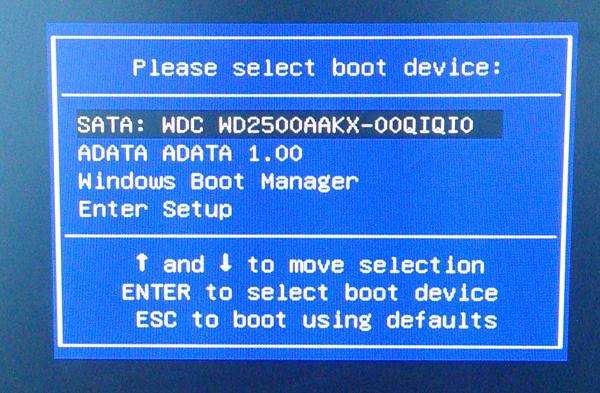 Please select boot device:
SATA: WDC WD2500AAKX-00QIQI0
ADATA ADATA 1.00
Windows Boot Manager
Enter Setup
↑ and ↓ to move selection
ENTER to select boot device
ESC to boot using defaults